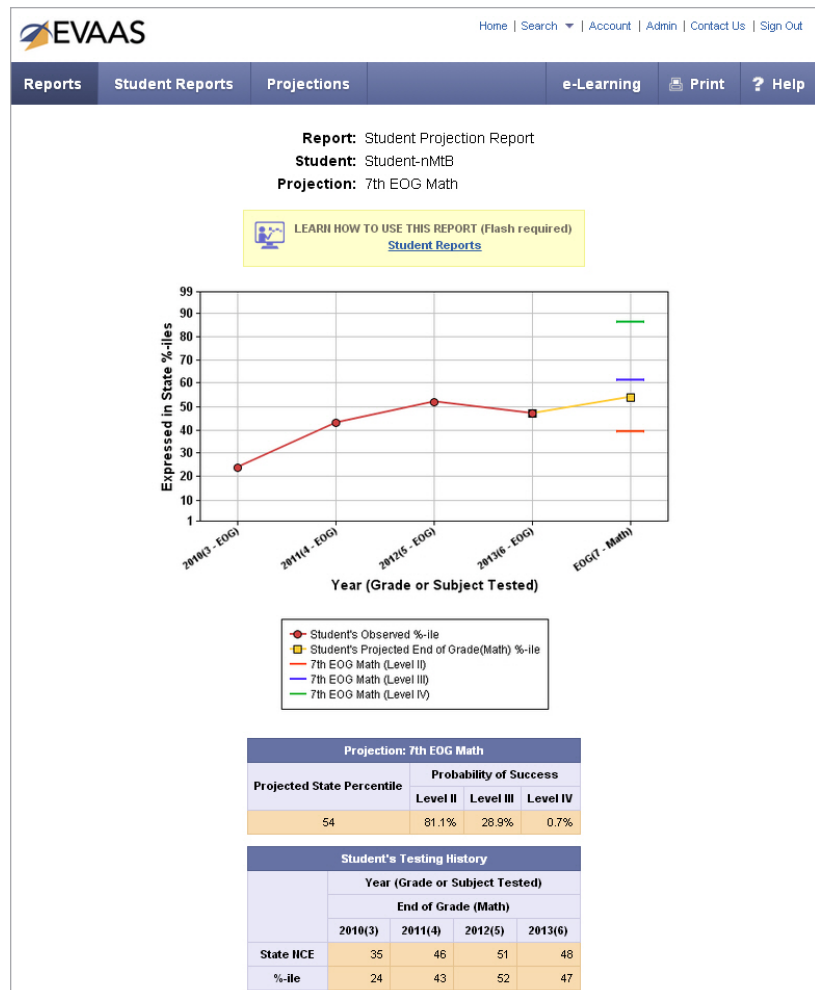 EVAAS
Home | Search ▼ | Account | Admin | Contact Us | Sign Out
Reports Student Reports Projections e-Learning Print ? Help
Report: Student Projection Report
Student: Student-nMtB
Projection: 7th EOG Math
LEARN HOW TO USE THIS REPORT (Flash required)
Student Reports
Expressed in State %-iles
99
90
80
70
60
50
40
30
20
10
1
2010(3 - EOG) 2011(4 - EOG) 2012(5 - EOG) 2013(6 - EOG) EOG(7 - Math)
Year (Grade or Subject Tested)
Student's Observed %-ile
Student's Projected End of Grade(Math) %-ile
7th EOG Math (Level II)
7th EOG Math (Level III)
7th EOG Math (Level IV)
Projection: 7th EOG Math
Projected State Percentile Probability of Success
Level II Level III Level IV
54 81.1% 28.9% 0.7%
Student's Testing History
Year (Grade or Subject Tested)
End of Grade (Math)
2010(3) 2011(4) 2012(5) 2013(6)
State NCE 35 46 51 48
%-ile 24 43 52 47